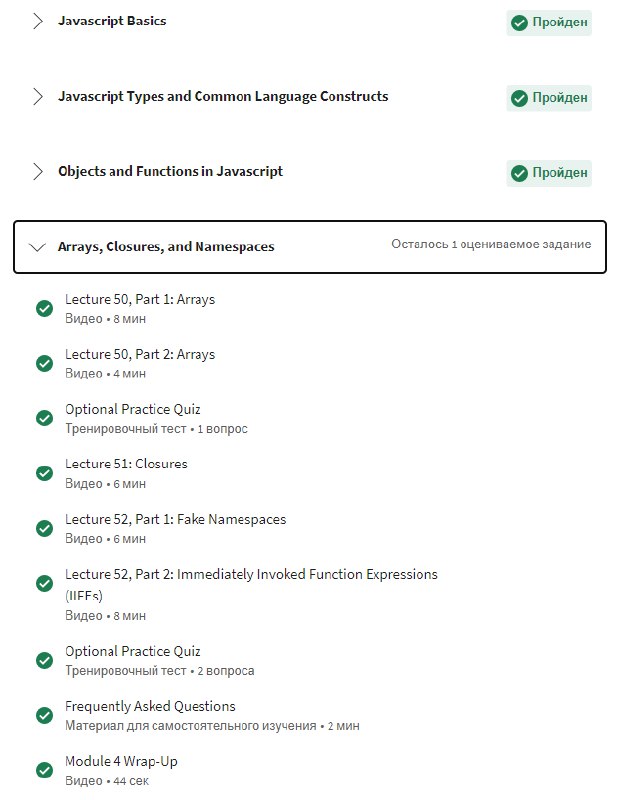 Javascript Basics
Пройден
Javascript Types and Common Language Constructs
Пройден
Objects and Functions in Javascript
Пройден
Arrays, Closures, and Namespaces
Осталось 1 оцениваемое задание
Lecture 50, Part 1: Arrays
Видео • 8 мин
Lecture 50, Part 2: Arrays
Видео • 4 мин
Optional Practice Quiz
Тренировочный тест • 1 вопрос
Lecture 51: Closures
Видео • 6 мин
Lecture 52, Part 1: Fake Namespaces
Видео • 6 мин
Lecture 52, Part 2: Immediately Invoked Function Expressions
(IIFEs)
Видео • 8 мин
Optional Practice Quiz
Тренировочный тест • 2 вопроса
Frequently Asked Questions
Материал для самостоятельного изучения • 2 мин
Module 4 Wrap-Up
Видео • 44 сек